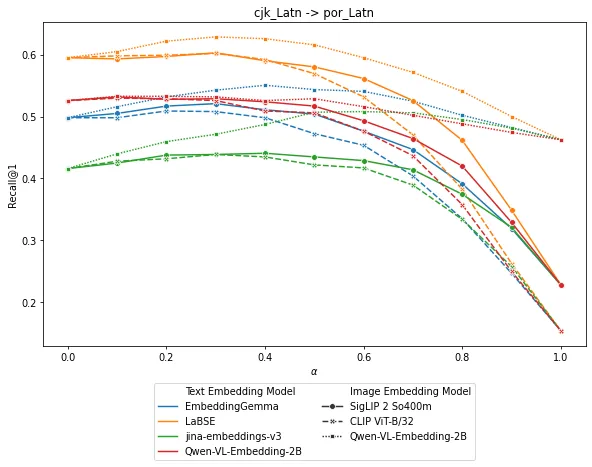 cjk_Latn -> por_Latn
0.6
0.5
0.4
0.3
0.2
Recall@1
0.0 0.2 0.4 0.6 0.8 1.0
α
Text Embedding Model Image Embedding Model
EmbeddingGemma SigLIP 2 So400m
LaBSE CLIP ViT-B/32
jina-embeddings-v3 Qwen-VL-Embedding-2B
Qwen-VL-Embedding-2B